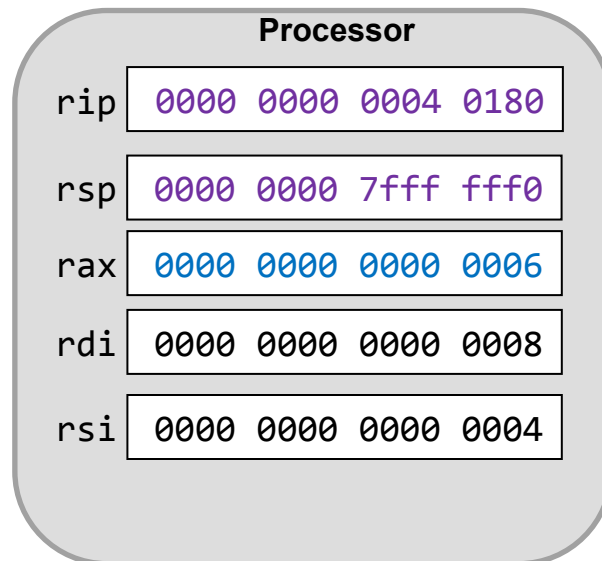 Processor
rip 0000 0000 0004 0180
rsp 0000 0000 7fff fff0
rax 0000 0000 0000 0006
rdi 0000 0000 0000 0008
rsi 0000 0000 0000 0004